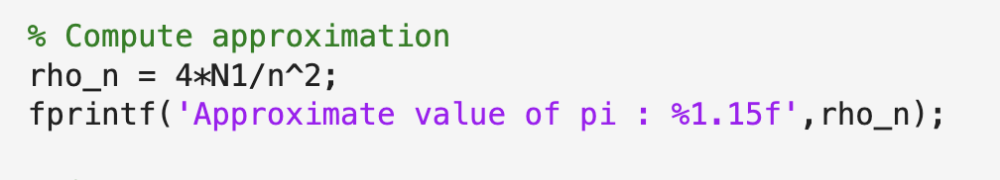 % Compute approximation
rho_n = 4*N1/n^2;
fprintf('Approximate value of pi : %1.15f',rho_n);